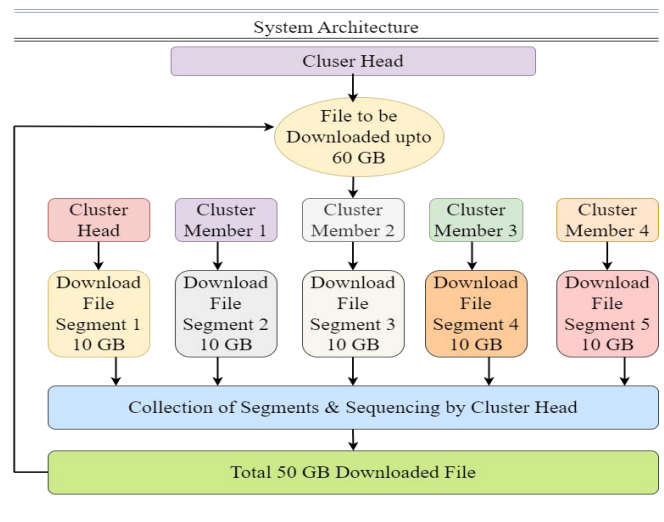 System Architecture
Cluser Head
File to be
Downloaded upto
60 GB
Cluster
Head
Cluster
Member 1
Cluster
Member 2
Cluster
Member 3
Cluster
Member 4
Download
File
Segment 1
10 GB
Download
File
Segment 2
10 GB
Download
File
Segment 3
10 GB
Download
File
Segment 4
10 GB
Download
File
Segment 5
10 GB
Collection of Segments & Sequencing by Cluster Head
Total 50 GB Downloaded File